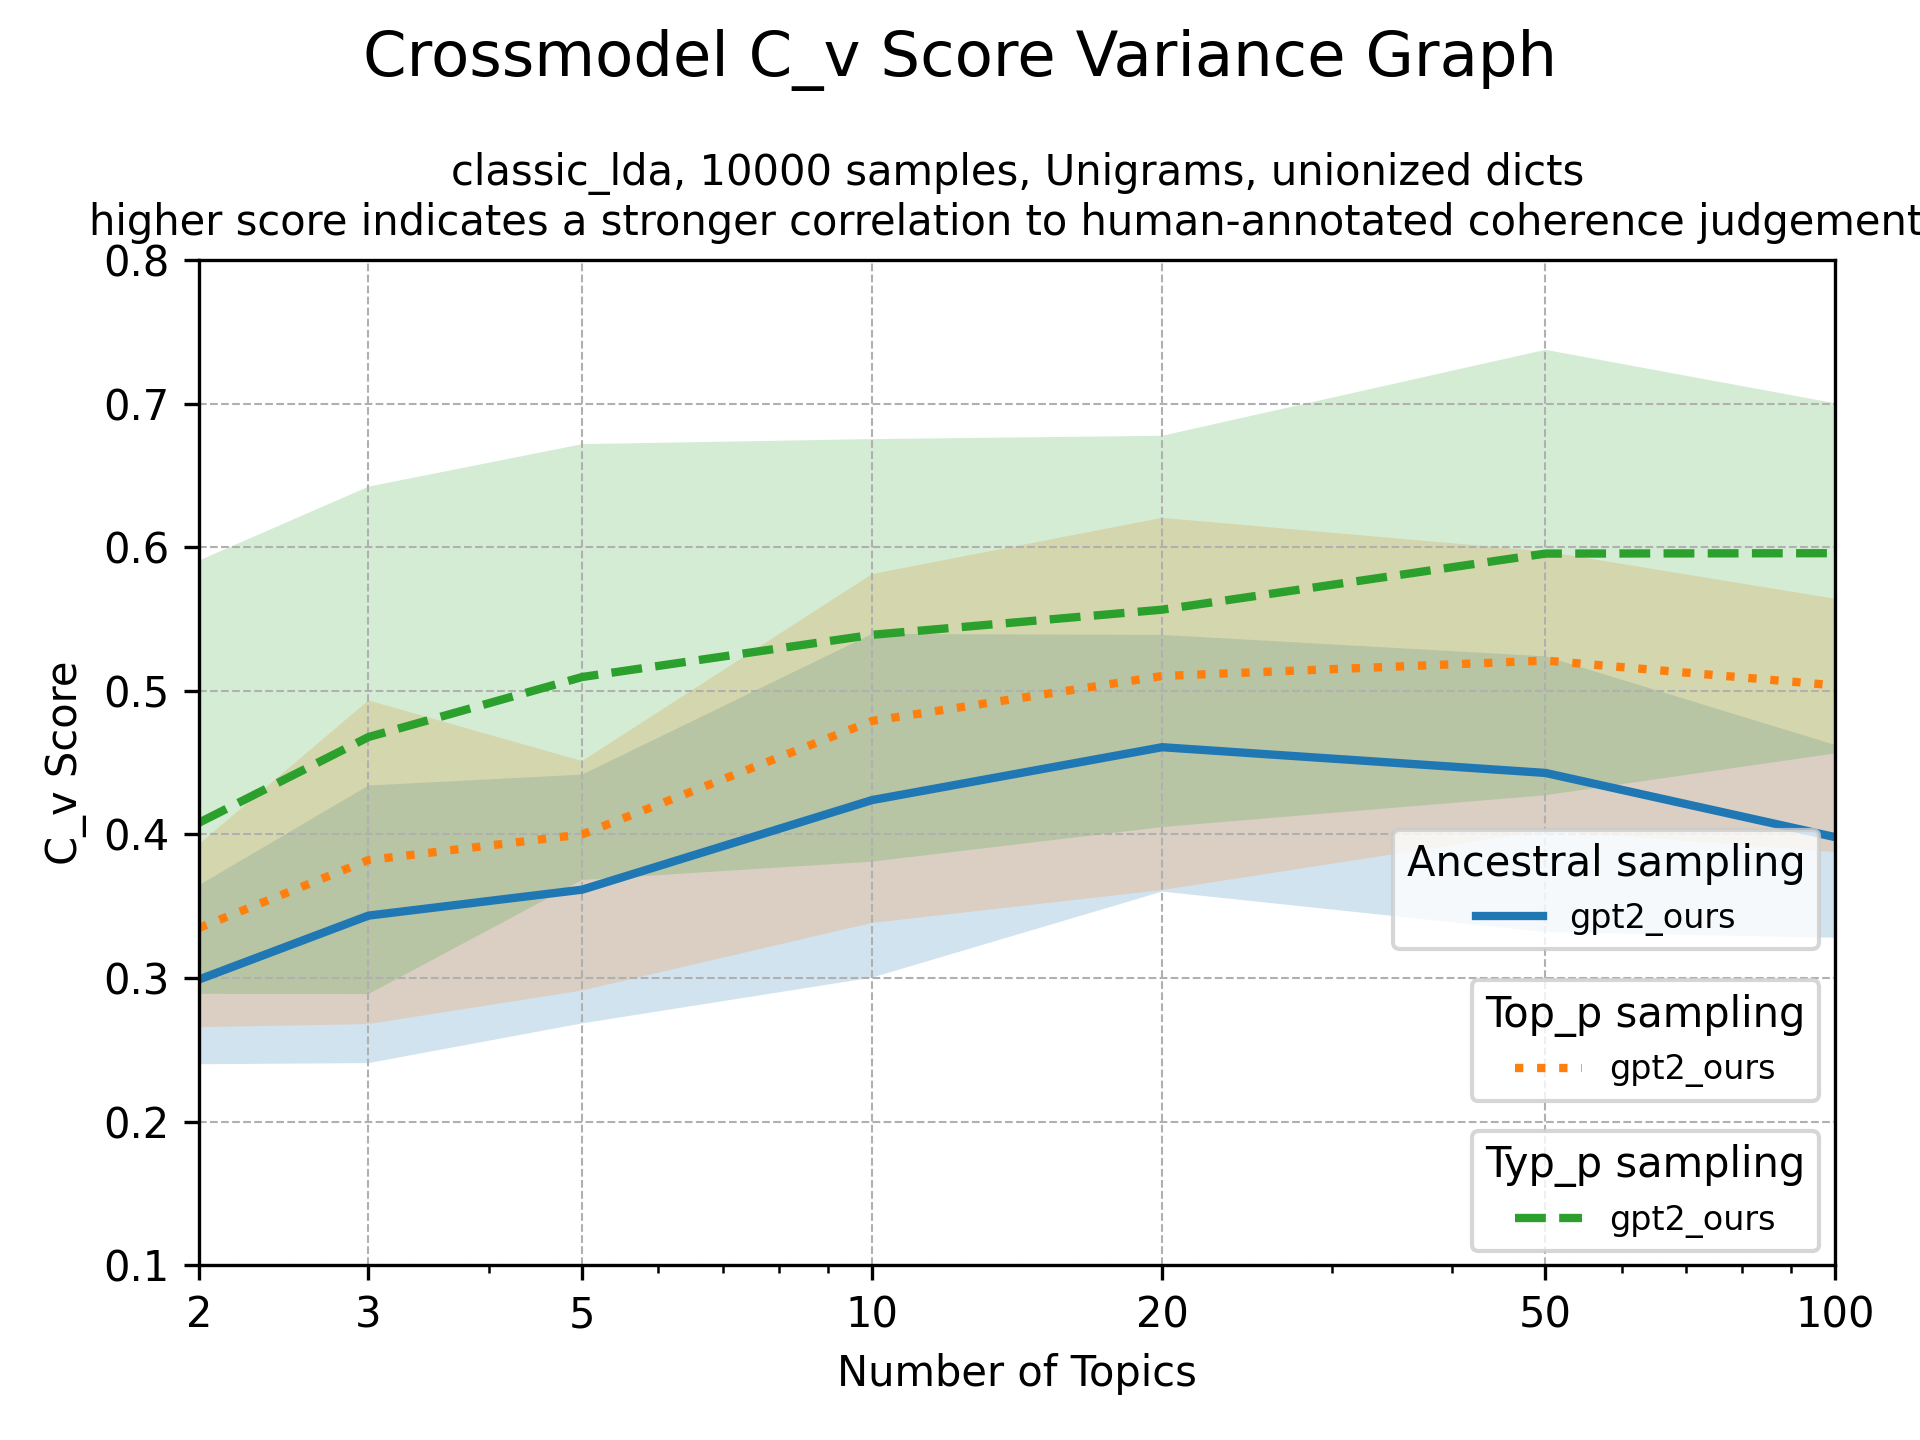 Crossmodel C_v Score Variance Graph
classic_lda, 10000 samples, Unigrams, unionized dicts
higher score indicates a stronger correlation to human-annotated coherence judgement
0.8
0.7
0.6
0.5
0.4
0.3
0.2
0.1
C_v Score
Ancestral sampling
gpt2_ours
Top_p sampling
gpt2_ours
Typ_p sampling
gpt2_ours
2 3 5 10 20 50 100
Number of Topics